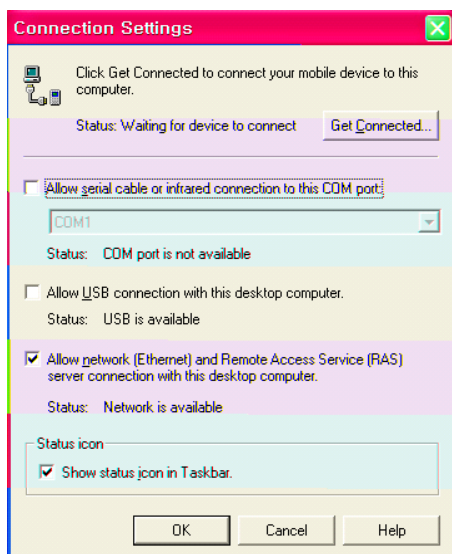 Connection Settings
Click Get Connected to connect your mobile device to this
computer.
Status: Waiting for device to connect
Get Connected...
Allow serial cable or infrared connection to this COM port:
COM1
Status: COM port is not available
Allow USB connection with this desktop computer.
Status: USB is available
Allow network (Ethernet) and Remote Access Service (RAS)
server connection with this desktop computer.
Status: Network is available
Status icon
Show status icon in Taskbar.
OK
Cancel
Help